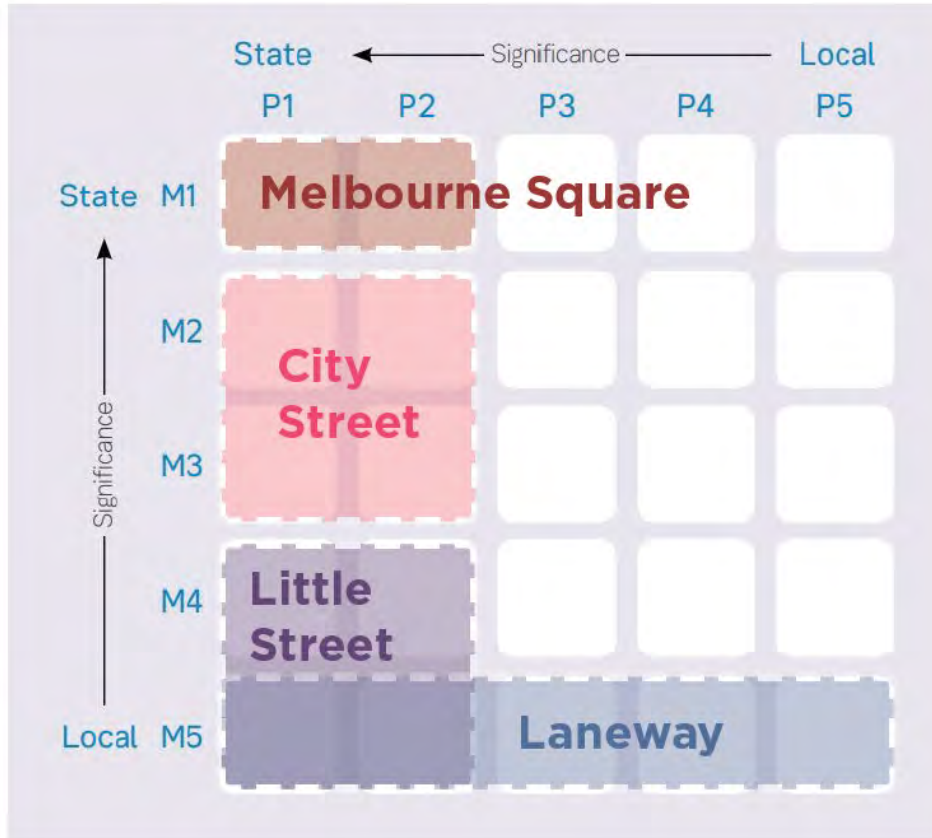 State Significance Local
P1 P2 P3 P4 P5
State M1 Melbourne Square
M2
City
Street
M3
Significance
M4
Little
Street
Local M5 Laneway